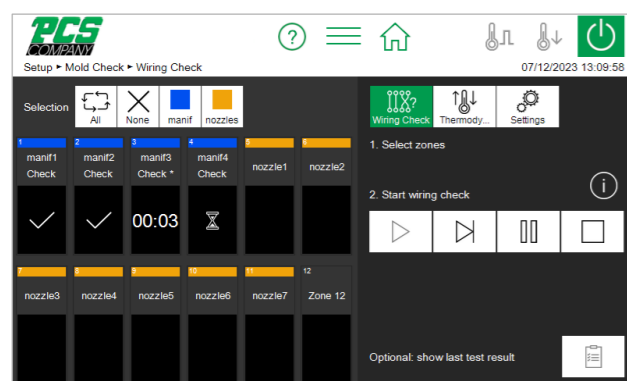 PCS
COMPANY
?
Setup ▸ Mold Check ▸ Wiring Check
07/12/2023 13:09:58
Selection
All
None
manif
nozzles
?
Wiring Check
Thermody...
Settings
1. Select zones
1
manif1
Check
2
manif2
Check
3
manif3
Check *
00:03
4
manif4
Check
5
nozzle1
6
nozzle2
2. Start wiring check
i
7
nozzle3
8
nozzle4
9
nozzle5
10
nozzle6
11
nozzle7
12
Zone 12
Optional: show last test result